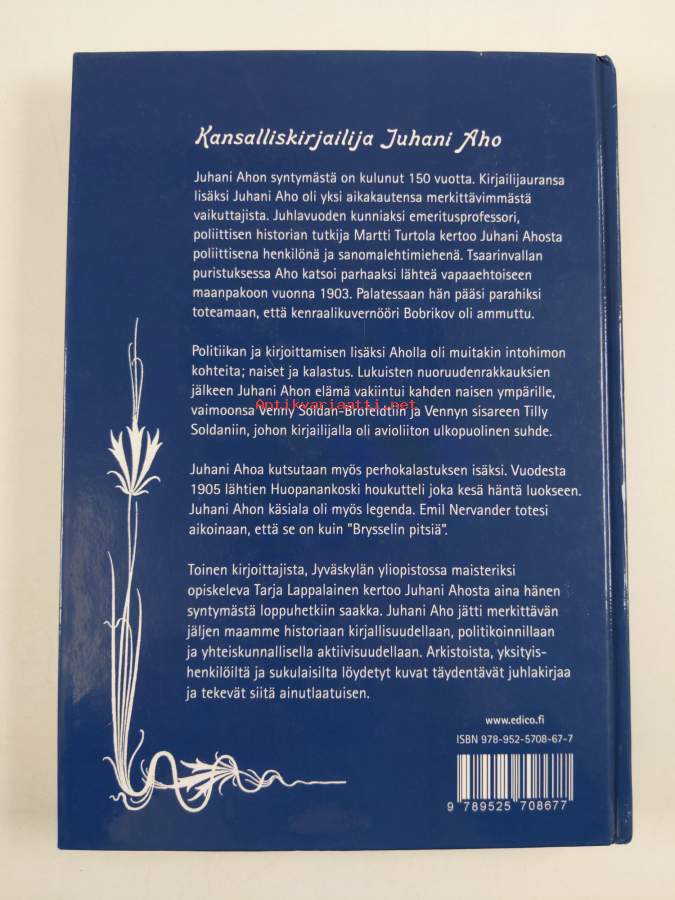 Kansalliskirjailija Juhani Aho
Juhani Ahon syntymästä on kulunut 150 vuotta. Kirjailijauransa
lisäksi Juhani Aho oli yksi aikakautensa merkittävimmästä
vaikuttajista. Juhlavuoden kunniaksi emeritusprofessori,
poliittisen historian tutkija Martti Turtola kertoo Juhani Ahosta
poliittisena henkilönä ja sanomalehtimiehenä. Tsaarinvallan
puristuksessa Aho katsoi parhaaksi lähteä vapaaehtoiseen
maanpakoon vuonna 1903. Palatessaan hän pääsi parahiksi
toteamaan, että kenraalikuvernööri Bobrikov oli ammuttu.
Politiikan ja kirjoittamisen lisäksi Aholla oli muitakin intohimon
kohteita; naiset ja kalastus. Lukuisten nuoruudenrakkauksien
jälkeen Juhani Ahon elämä vakiintui kahden naisen ympärille,
Antikvariaatti.net
vaimoonsa Venny Soldan-Brofeldtiin ja Vennyn sisareen Tilly
Soldaniin, johon kirjailijalla oli avioliiton ulkopuolinen suhde.
Juhani Ahoa kutsutaan myös perhokalastuksen isäksi. Vuodesta
1905 lähtien Huopanankoski houkutteli joka kesä häntä luokseen.
Juhani Ahon käsiala oli myös legenda. Emil Nervander totesi
aikoinaan, että se on kuin "Brysselin pitsiä".
Toinen kirjoittajista, Jyväskylän yliopistossa maisteriksi
opiskeleva Tarja Lappalainen kertoo Juhani Ahosta aina hänen
syntymästä loppuhetkiin saakka. Juhani Aho jätti merkittävän
jäljen maamme historiaan kirjallisuudellaan, politikoinnillaan
ja yhteiskunnallisella aktiivisuudellaan. Arkistoista, yksityis-
henkilöiltä ja sukulaisilta löydetyt kuvat täydentävät juhlakirjaa
ja tekevät siitä ainutlaatuisen.
www.edico.fi
ISBN 978-952-5708-67-7
9 789525 708677